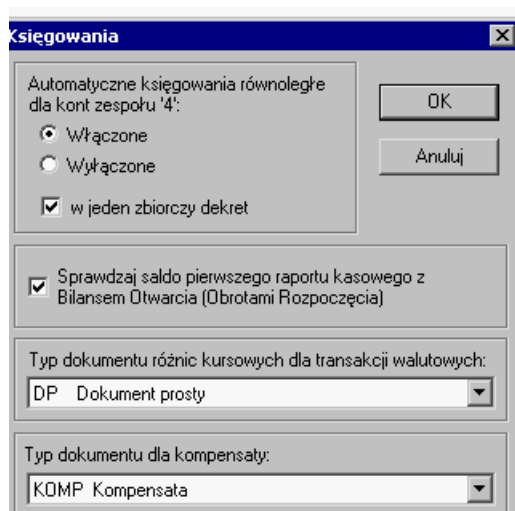 Księgowania
Automatyczne księgowania równoległe
dla kont zespołu '4':
Włączone
Wyłączone
w jeden zbiorczy dekret
OK
Anuluj
Sprawdzaj saldo pierwszego raportu kasowego z
Bilansem Otwarcia (Obrotami Rozpoczęcia)
Typ dokumentu różnic kursowych dla transakcji walutowych:
DP Dokument prosty
Typ dokumentu dla kompensaty:
KOMP Kompensata